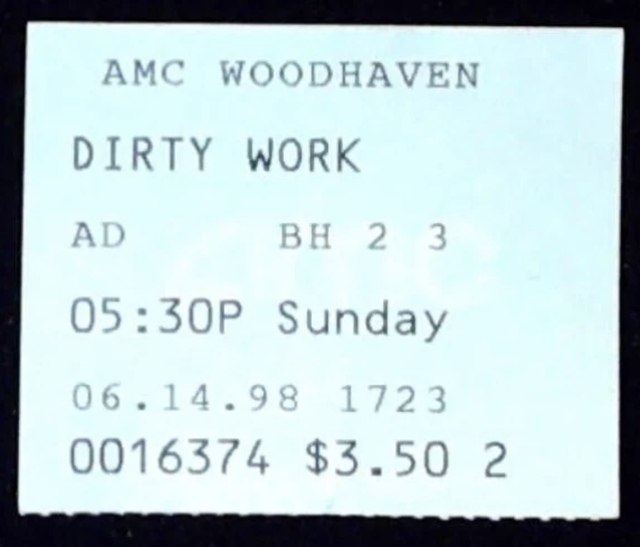 AMC WOODHAVEN
DIRTY WORK
AD BH 2 3
05:30P Sunday
06.14.98 1723
0016374 $3.50 2